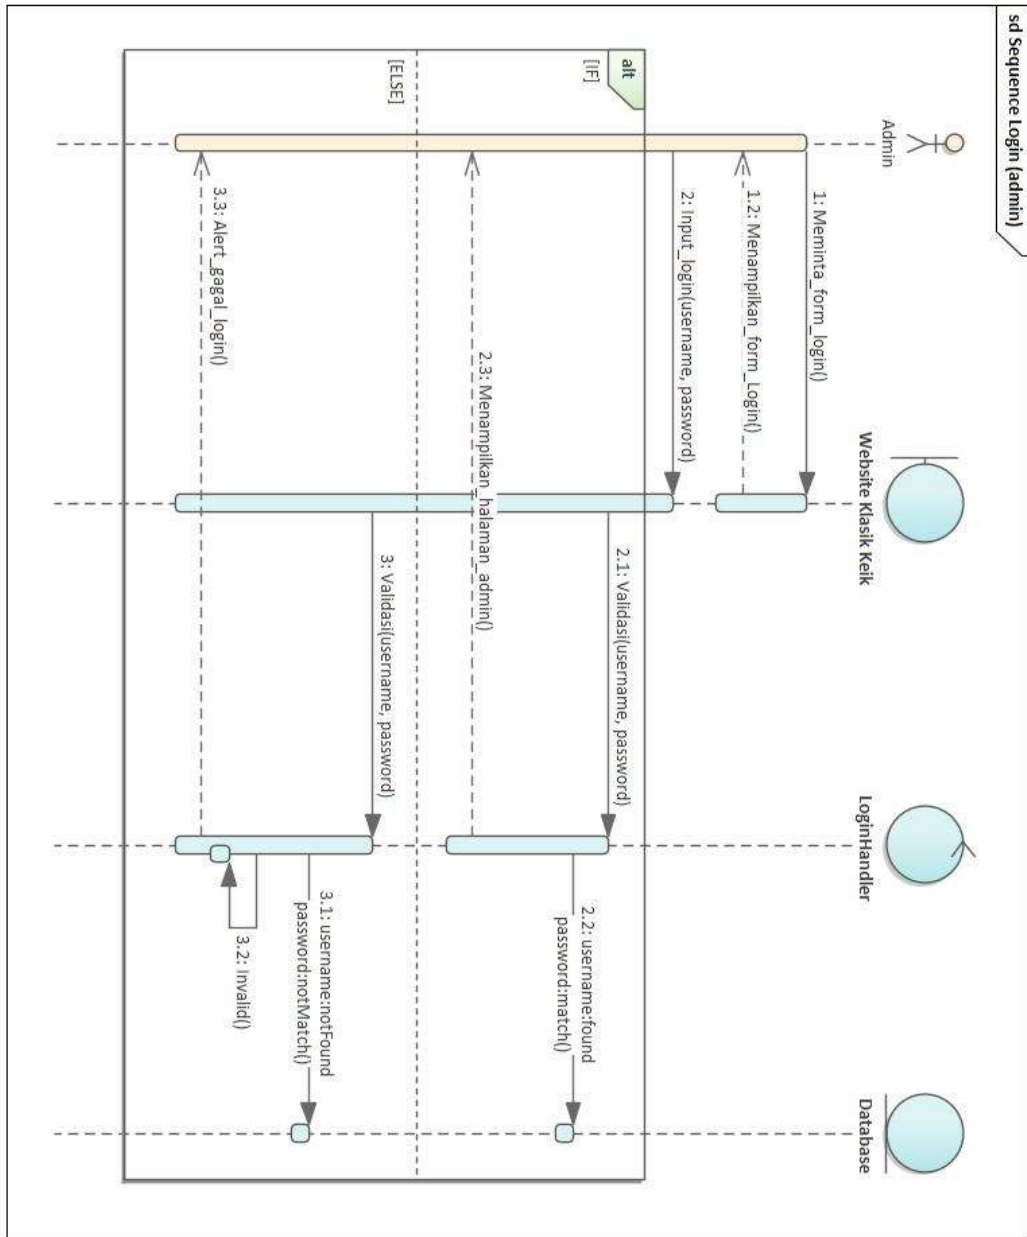 sd Sequence Login (admin)
Admin
Website Klasik Keik
LoginHandler
Database
1: Meminta_form_login()
1.2: Menampilkan_form_Login()
2: Input_login(username, password)
alt
[IF]
2.1: Validasi(username, password)
2.2: username:found
password:match()
2.3: Menampilkan_halaman_admin()
[ELSE]
3: Validasi(username, password)
3.1: username:notFound
password:notMatch()
3.2: Invalid()
3.3: Alert_gagal_login()